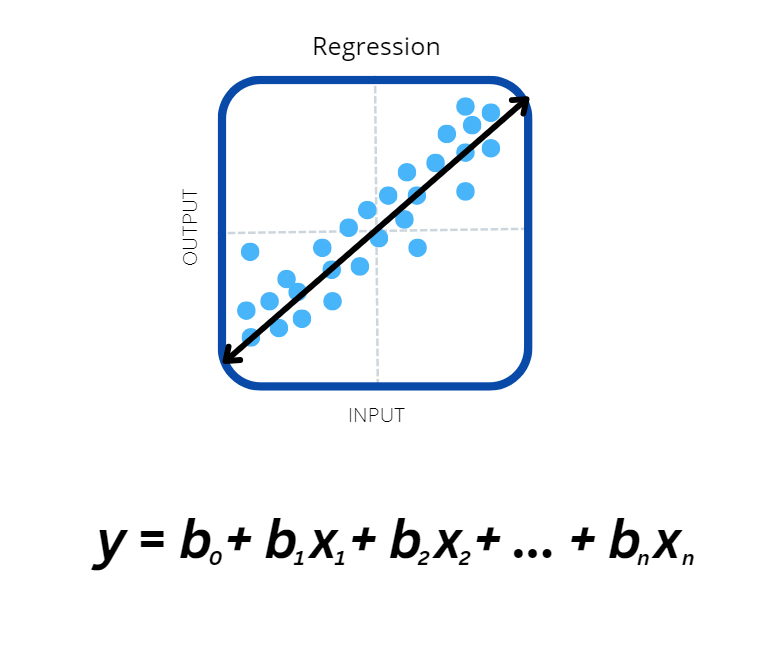 Regression
OUTPUT
INPUT
y = b₀ + b₁x₁ + b₂x₂ + ... + bₙxₙ